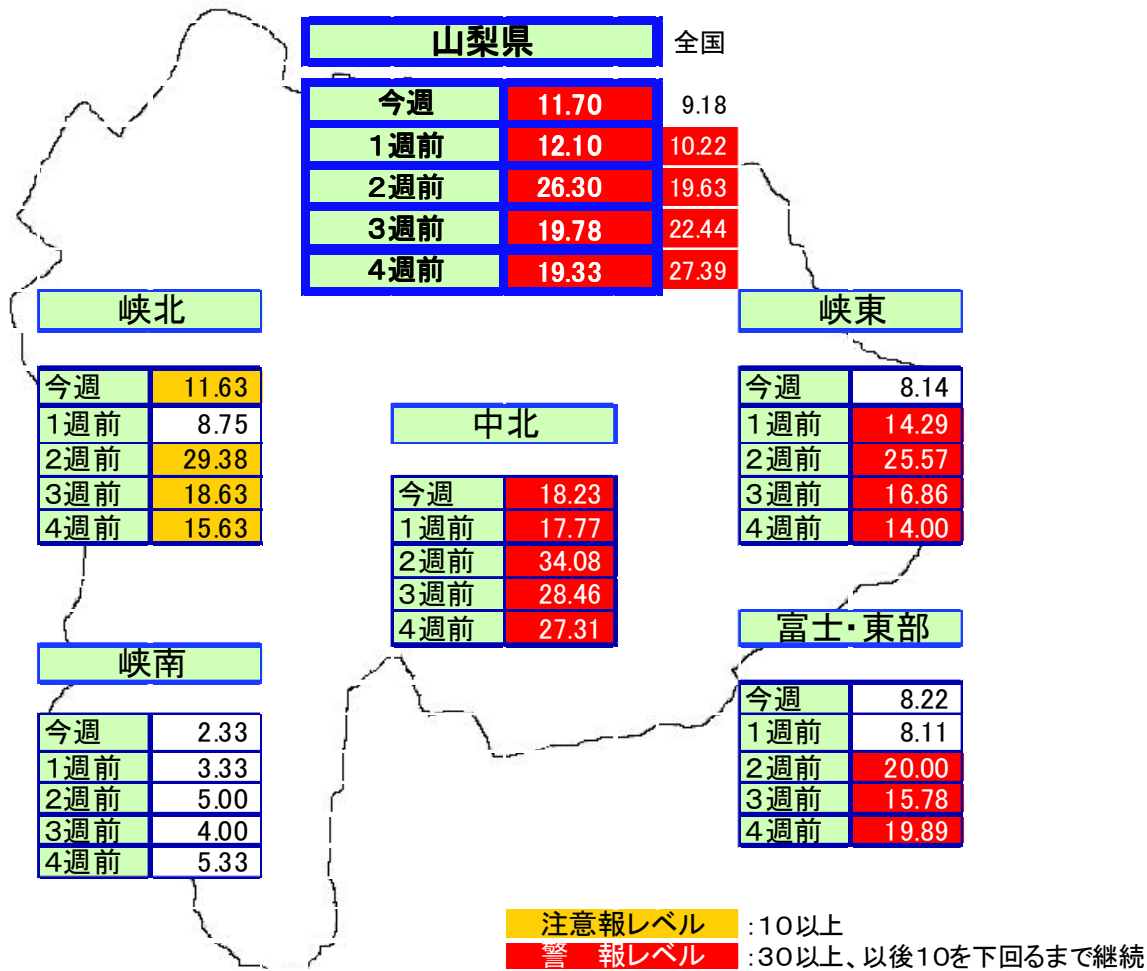 山梨県 全国
今週 11.70 9.18
1週前 12.10 10.22
2週前 26.30 19.63
3週前 19.78 22.44
4週前 19.33 27.39
峡北
今週 11.63
1週前 8.75
2週前 29.38
3週前 18.63
4週前 15.63
中北
今週 18.23
1週前 17.77
2週前 34.08
3週前 28.46
4週前 27.31
峡東
今週 8.14
1週前 14.29
2週前 25.57
3週前 16.86
4週前 14.00
峡南
今週 2.33
1週前 3.33
2週前 5.00
3週前 4.00
4週前 5.33
富士・東部
今週 8.22
1週前 8.11
2週前 20.00
3週前 15.78
4週前 19.89
注意報レベル :10以上
警 報レベル :30以上、以後10を下回るまで継続